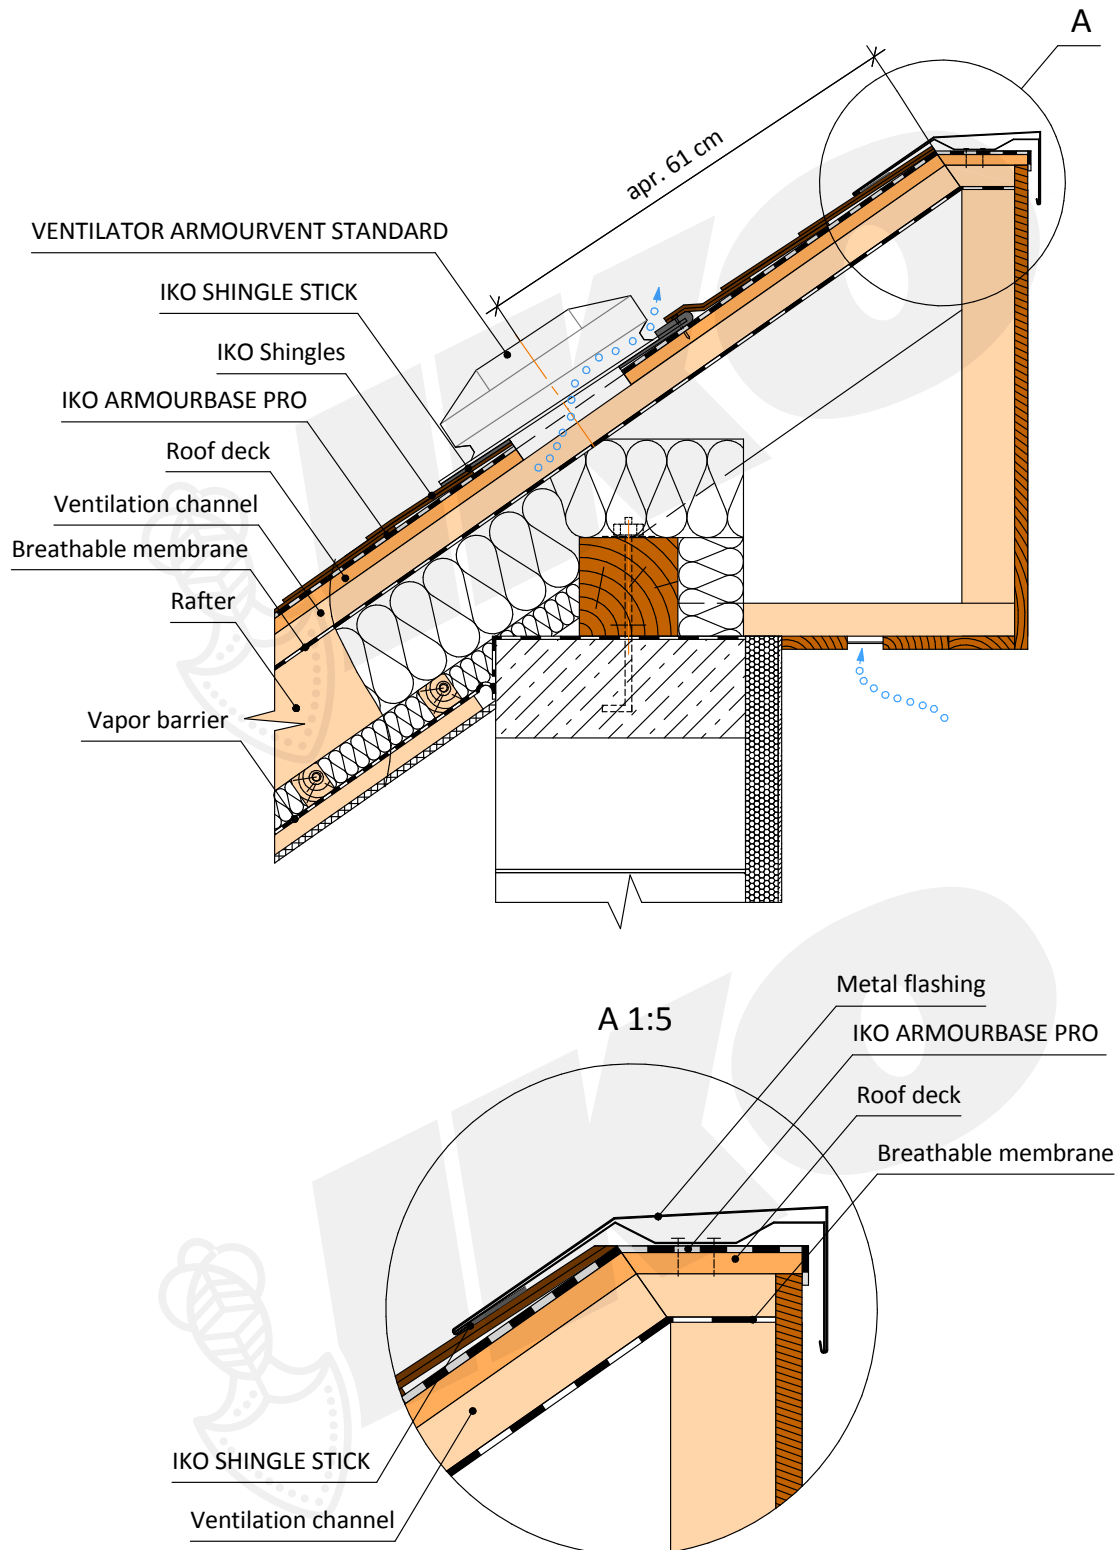 A
apr. 61 cm
VENTILATOR ARMOURVENT STANDARD
IKO SHINGLE STICK
IKO Shingles
IKO ARMOURBASE PRO
Roof deck
Ventilation channel
Breathable membrane
Rafter
Vapor barrier
IKO
A 1:5
Metal flashing
IKO ARMOURBASE PRO
Roof deck
Breathable membrane
IKO SHINGLE STICK
Ventilation channel
IKO